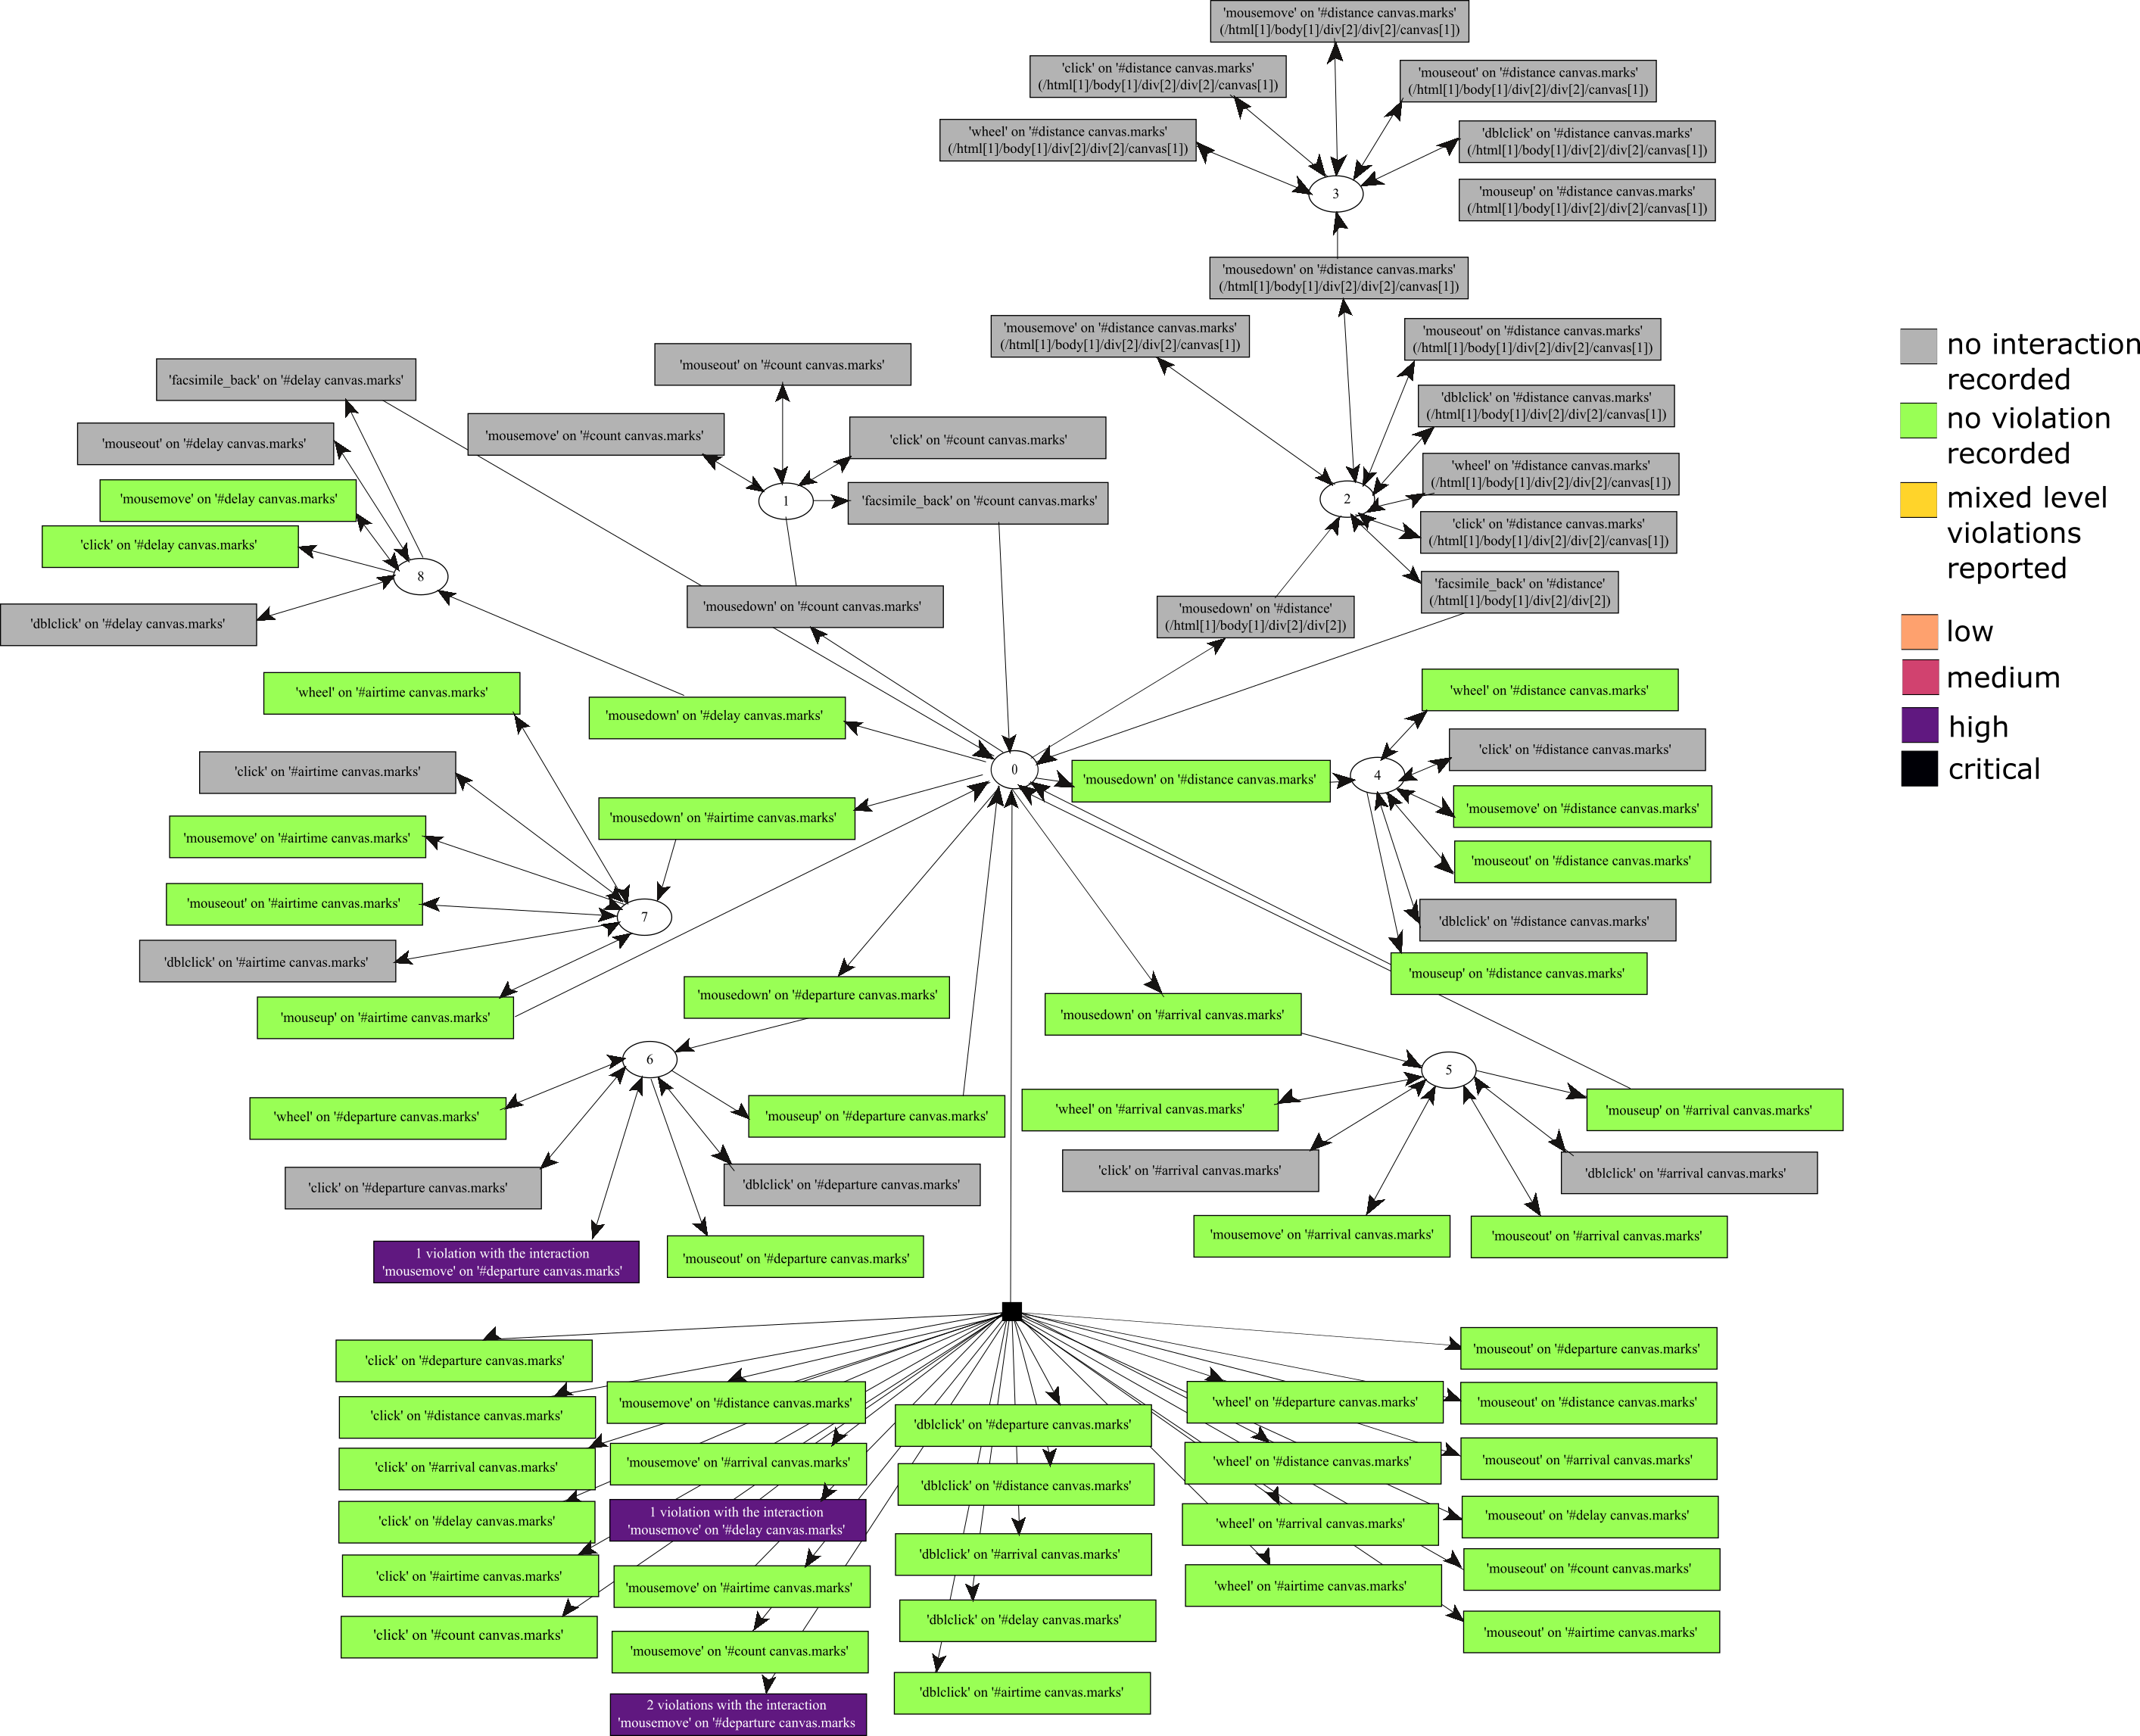 'mousemove' on '#distance canvas.marks'
(/html[1]/body[1]/div[2]/div[2]/canvas[1])
'click' on '#distance canvas.marks'
(/html[1]/body[1]/div[2]/div[2]/canvas[1])
'mouseout' on '#distance canvas.marks'
(/html[1]/body[1]/div[2]/div[2]/canvas[1])
'wheel' on '#distance canvas.marks'
(/html[1]/body[1]/div[2]/div[2]/canvas[1])
'dblclick' on '#distance canvas.marks'
(/html[1]/body[1]/div[2]/div[2]/canvas[1])
3
'mouseup' on '#distance canvas.marks'
(/html[1]/body[1]/div[2]/div[2]/canvas[1])
'mousedown' on '#distance canvas.marks'
(/html[1]/body[1]/div[2]/div[2]/canvas[1])
'mousemove' on '#distance canvas.marks'
(/html[1]/body[1]/div[2]/div[2]/canvas[1])
'mouseout' on '#distance canvas.marks'
(/html[1]/body[1]/div[2]/div[2]/canvas[1])
'dblclick' on '#distance canvas.marks'
(/html[1]/body[1]/div[2]/div[2]/canvas[1])
'wheel' on '#distance canvas.marks'
(/html[1]/body[1]/div[2]/div[2]/canvas[1])
2
'click' on '#distance canvas.marks'
(/html[1]/body[1]/div[2]/div[2]/canvas[1])
'facsimile_back' on '#distance'
(/html[1]/body[1]/div[2]/div[2])
'mousedown' on '#distance'
(/html[1]/body[1]/div[2]/div[2])
'mouseout' on '#count canvas.marks'
'mousemove' on '#count canvas.marks'
'click' on '#count canvas.marks'
1
'facsimile_back' on '#count canvas.marks'
'mousedown' on '#count canvas.marks'
'facsimile_back' on '#delay canvas.marks'
'mouseout' on '#delay canvas.marks'
'mousemove' on '#delay canvas.marks'
'click' on '#delay canvas.marks'
8
'dblclick' on '#delay canvas.marks'
'mousedown' on '#delay canvas.marks'
0
'wheel' on '#airtime canvas.marks'
'click' on '#airtime canvas.marks'
'mousedown' on '#airtime canvas.marks'
'mousemove' on '#airtime canvas.marks'
'mouseout' on '#airtime canvas.marks'
7
'dblclick' on '#airtime canvas.marks'
'mouseup' on '#airtime canvas.marks'
'wheel' on '#distance canvas.marks'
'click' on '#distance canvas.marks'
'mousedown' on '#distance canvas.marks'
4
'mousemove' on '#distance canvas.marks'
'mouseout' on '#distance canvas.marks'
'dblclick' on '#distance canvas.marks'
'mouseup' on '#distance canvas.marks'
'mousedown' on '#departure canvas.marks'
6
'wheel' on '#departure canvas.marks'
'mouseup' on '#departure canvas.marks'
'click' on '#departure canvas.marks'
'dblclick' on '#departure canvas.marks'
1 violation with the interaction
'mousemove' on '#departure canvas.marks'
'mouseout' on '#departure canvas.marks'
'mousedown' on '#arrival canvas.marks'
5
'wheel' on '#arrival canvas.marks'
'mouseup' on '#arrival canvas.marks'
'click' on '#arrival canvas.marks'
'dblclick' on '#arrival canvas.marks'
'mousemove' on '#arrival canvas.marks'
'mouseout' on '#arrival canvas.marks'
'click' on '#departure canvas.marks'
'click' on '#distance canvas.marks'
'click' on '#arrival canvas.marks'
'click' on '#delay canvas.marks'
'click' on '#airtime canvas.marks'
'click' on '#count canvas.marks'
'mousemove' on '#distance canvas.marks'
'mousemove' on '#arrival canvas.marks'
1 violation with the interaction
'mousemove' on '#delay canvas.marks'
'mousemove' on '#airtime canvas.marks'
'mousemove' on '#count canvas.marks'
2 violations with the interaction
'mousemove' on '#departure canvas.marks
'dblclick' on '#departure canvas.marks'
'dblclick' on '#distance canvas.marks'
'dblclick' on '#arrival canvas.marks'
'dblclick' on '#delay canvas.marks'
'dblclick' on '#airtime canvas.marks'
'wheel' on '#departure canvas.marks'
'wheel' on '#distance canvas.marks'
'wheel' on '#arrival canvas.marks'
'wheel' on '#airtime canvas.marks'
'mouseout' on '#departure canvas.marks'
'mouseout' on '#distance canvas.marks'
'mouseout' on '#arrival canvas.marks'
'mouseout' on '#delay canvas.marks'
'mouseout' on '#count canvas.marks'
'mouseout' on '#airtime canvas.marks'
no interaction
recorded
no violation
recorded
mixed level
violations
reported
low
medium
high
critical